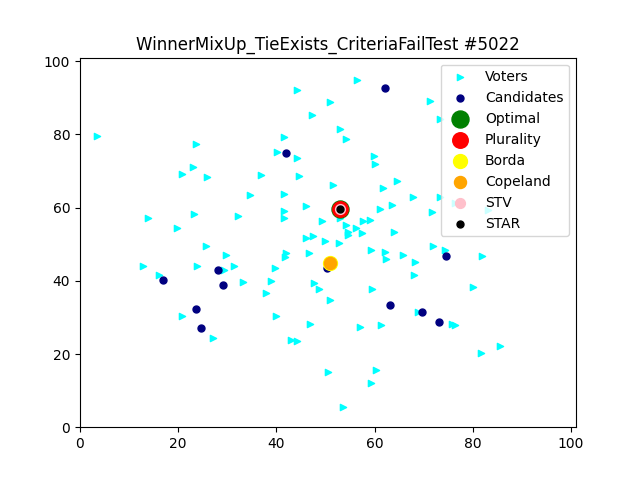 WinnerMixUp_TieExists_CriteriaFailTest #5022
100
80
60
40
20
0
0
20
40
60
80
100
Voters
Candidates
Optimal
Plurality
Borda
Copeland
STV
STAR